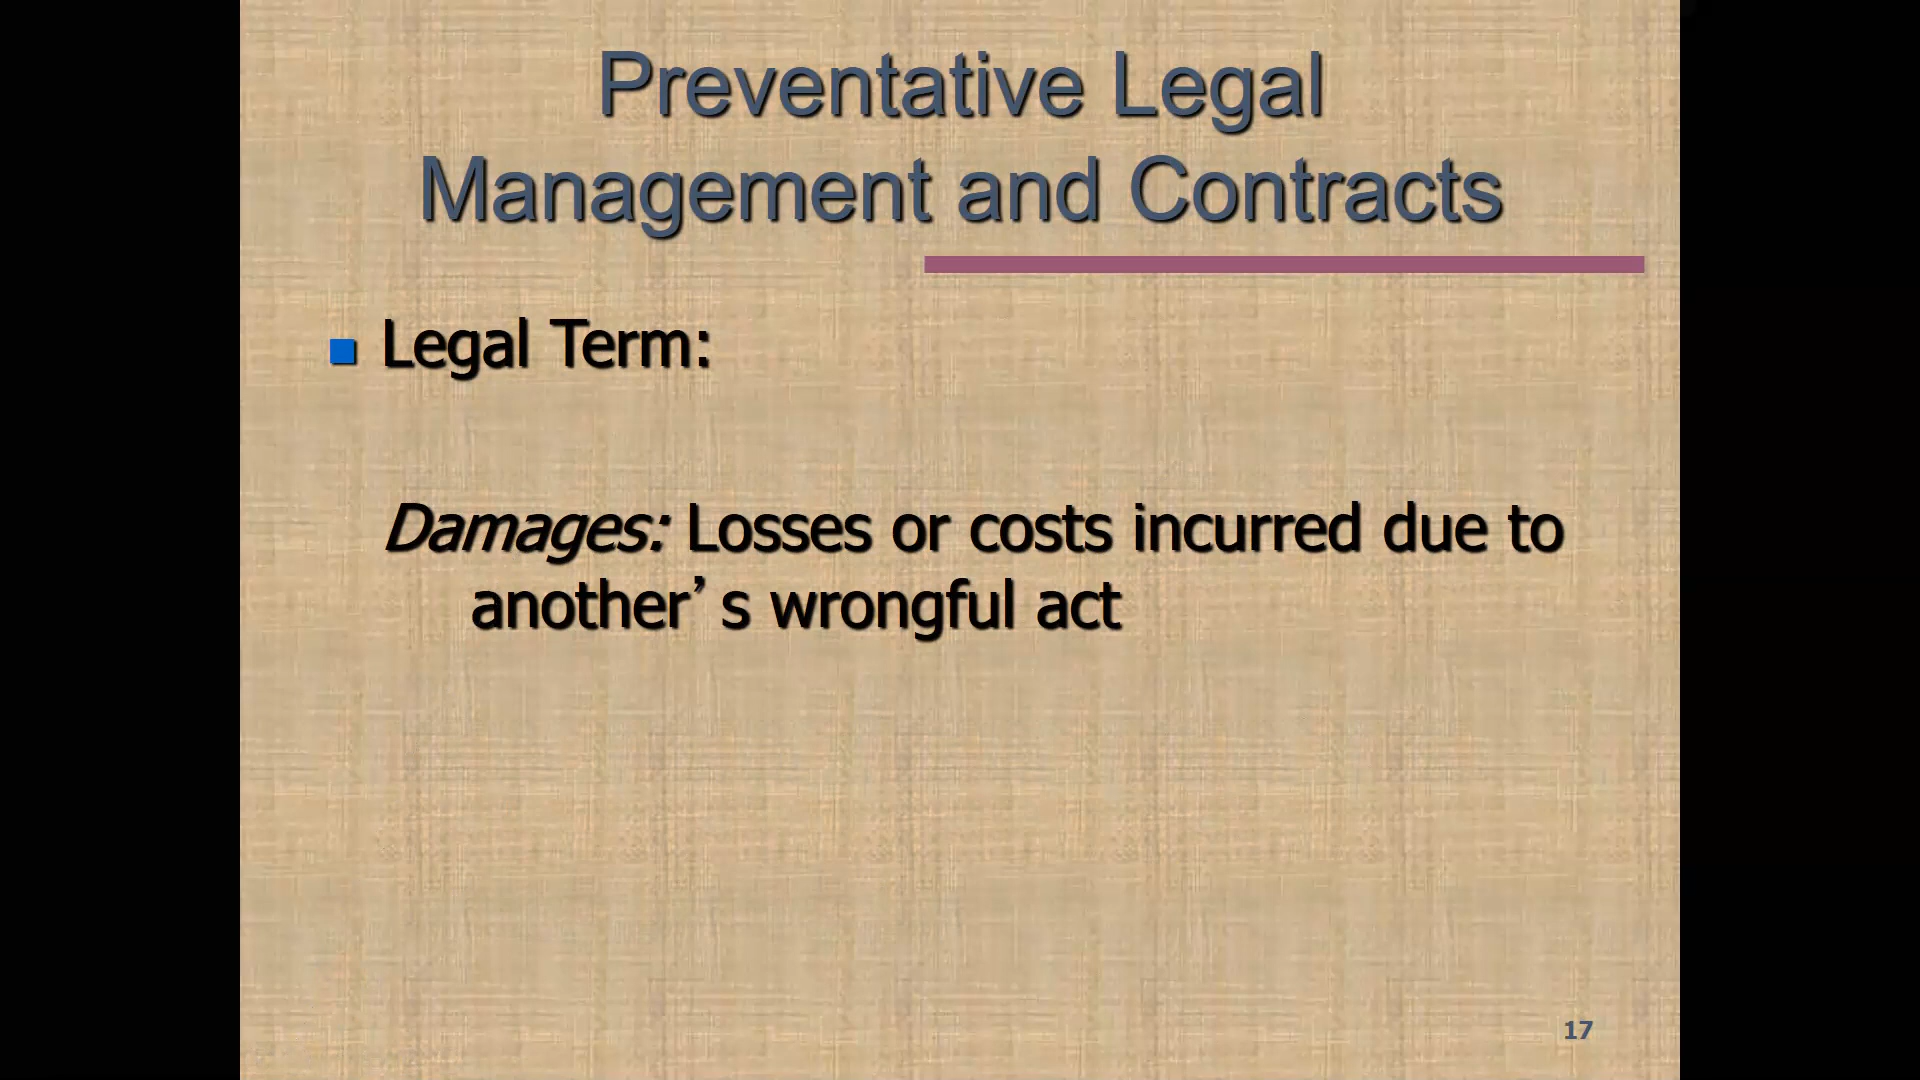 Preventative Legal
Management and Contracts
Legal Term:
Damages: Losses or costs incurred due to
another’s wrongful act
17